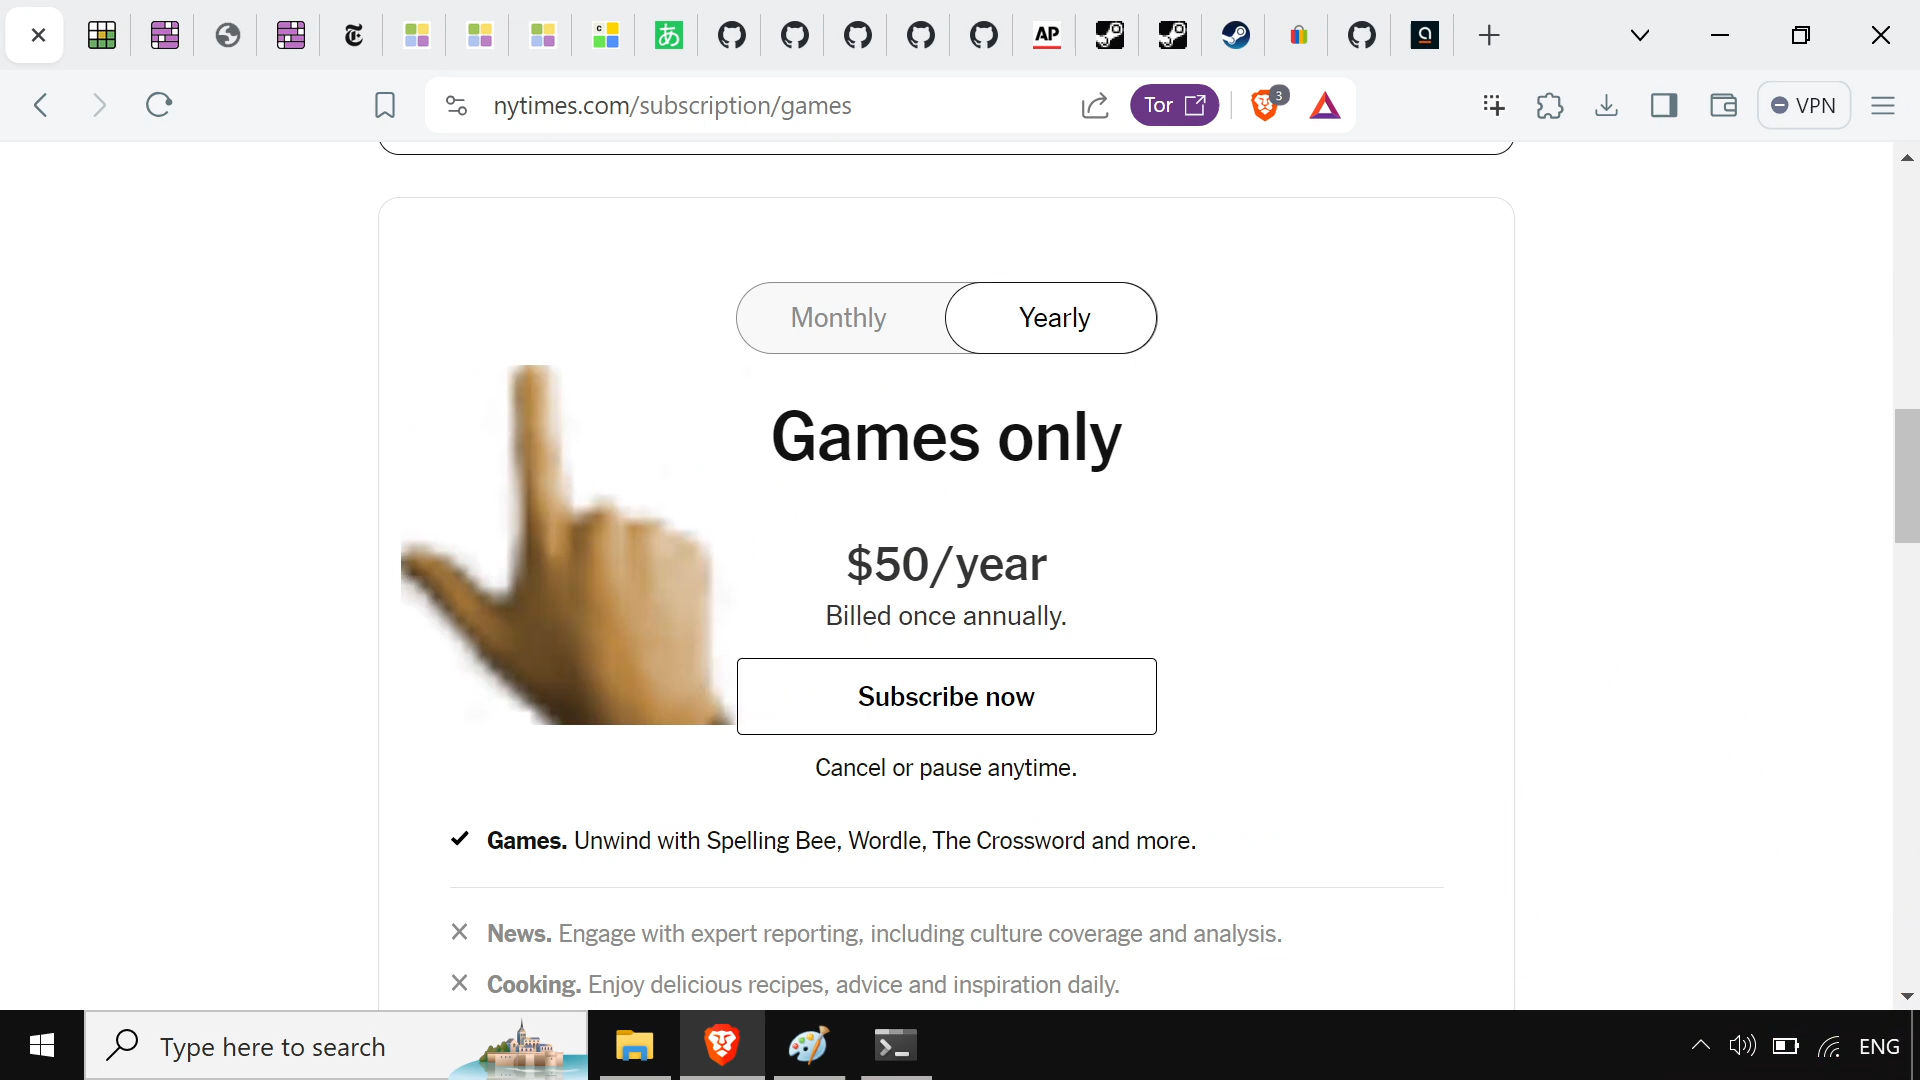 あ
AP
nytimes.com/subscription/games
Tor
3
VPN
Monthly
Yearly
Games only
$50/year
Billed once annually.
Subscribe now
Cancel or pause anytime.
Games. Unwind with Spelling Bee, Wordle, The Crossword and more.
News. Engage with expert reporting, including culture coverage and analysis.
Cooking. Enjoy delicious recipes, advice and inspiration daily.
Type here to search
ENG